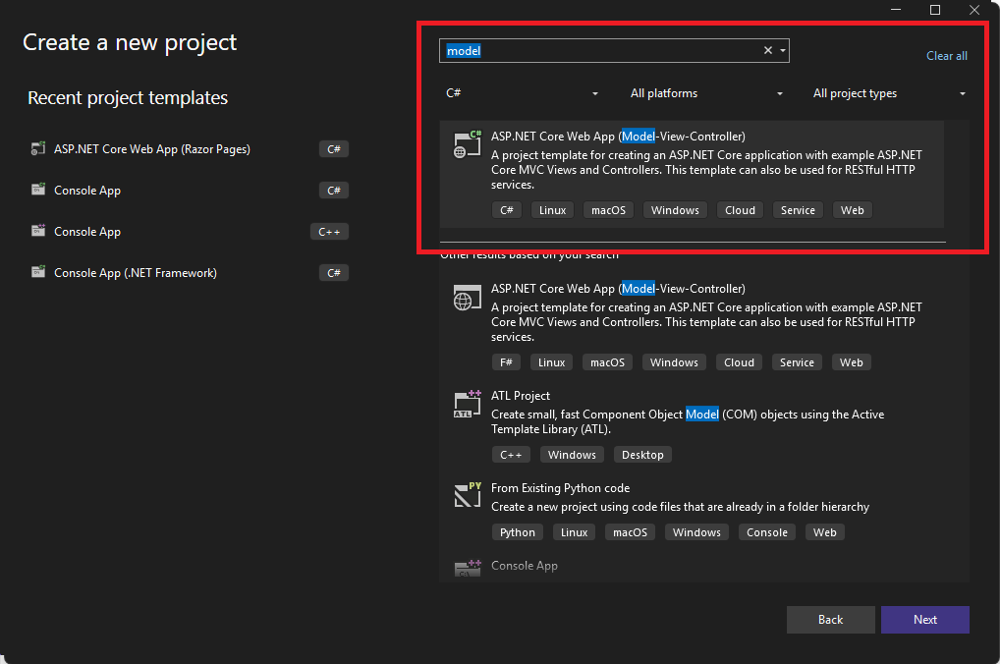 Create a new project
Recent project templates
ASP.NET Core Web App (Razor Pages) C#
Console App C#
Console App C++
Console App (.NET Framework) C#
model
Clear all
C# All platforms All project types
C#
ASP.NET Core Web App (Model-View-Controller)
A project template for creating an ASP.NET Core application with example ASP.NET
Core MVC Views and Controllers. This template can also be used for RESTful HTTP
services.
C# Linux macOS Windows Cloud Service Web
Other results based on your search
ASP.NET Core Web App (Model-View-Controller)
A project template for creating an ASP.NET Core application with example ASP.NET
Core MVC Views and Controllers. This template can also be used for RESTful HTTP
services.
F# Linux macOS Windows Cloud Service Web
++
ATL
ATL Project
Create small, fast Component Object Model (COM) objects using the Active
Template Library (ATL).
C++ Windows Desktop
PY
From Existing Python code
Create a new project using code files that are already in a folder hierarchy
Python Linux macOS Windows Console Web
++
Console App
Back Next